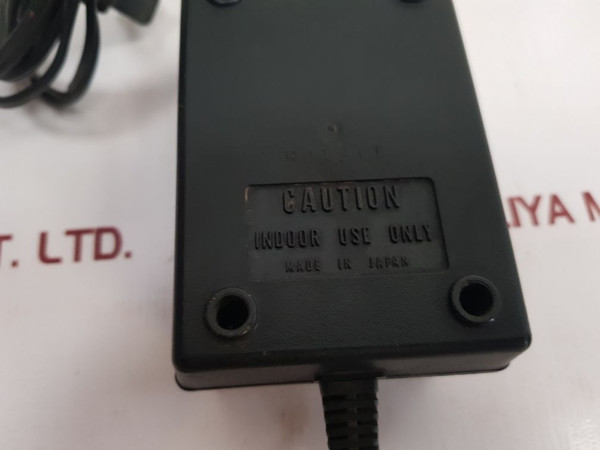 CAUTION
INDOOR USE ONLY
MADE IN JAPAN
T. LTD.
IYA M